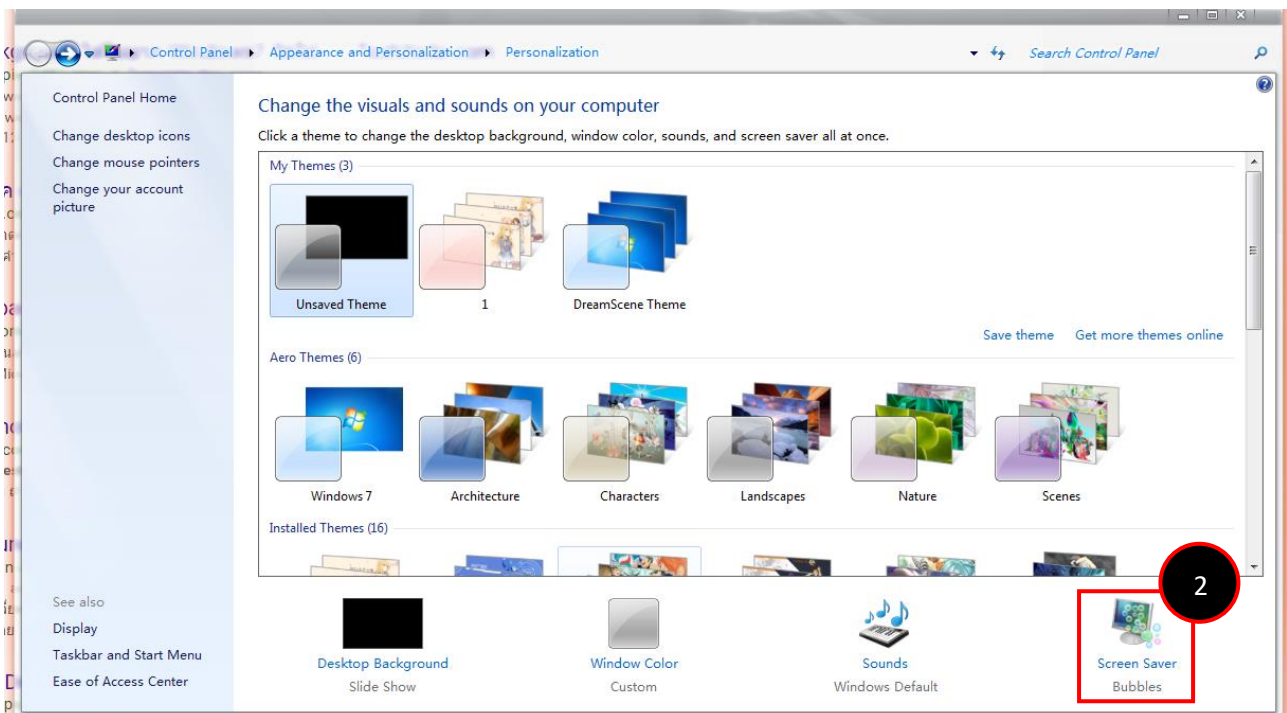 Control Panel
Appearance and Personalization
Personalization
Search Control Panel
Control Panel Home
Change desktop icons
Change mouse pointers
Change your account
picture
Change the visuals and sounds on your computer
Click a theme to change the desktop background, window color, sounds, and screen saver all at once.
My Themes (3)
Unsaved Theme
1
DreamScene Theme
Save theme
Get more themes online
Aero Themes (6)
Windows 7
Architecture
Characters
Landscapes
Nature
Scenes
Installed Themes (16)
2
See also
Display
Taskbar and Start Menu
Ease of Access Center
Desktop Background
Slide Show
Window Color
Custom
Sounds
Windows Default
Screen Saver
Bubbles